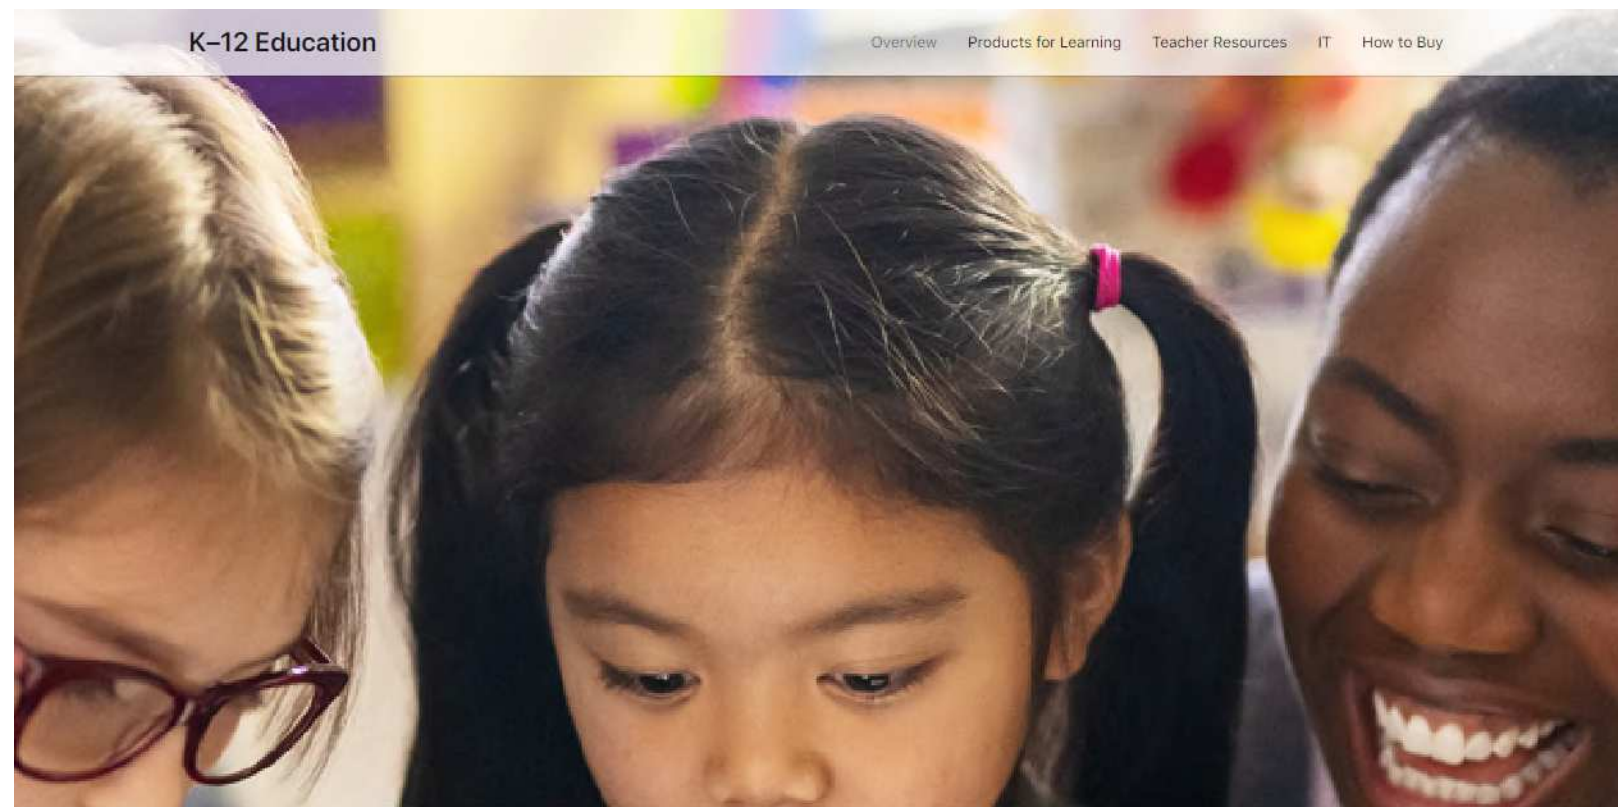 K–12 Education
Overview Products for Learning Teacher Resources IT How to Buy